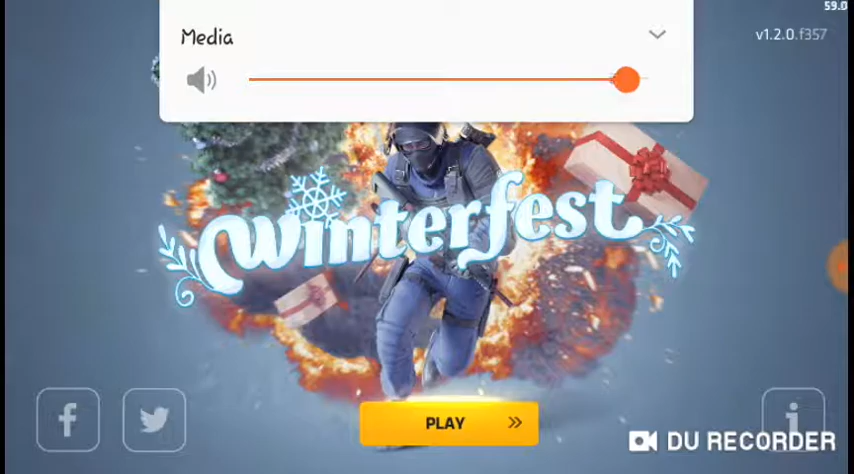 59.0
Media
v1.2.0.f357
Winterfest
PLAY
DU RECORDER